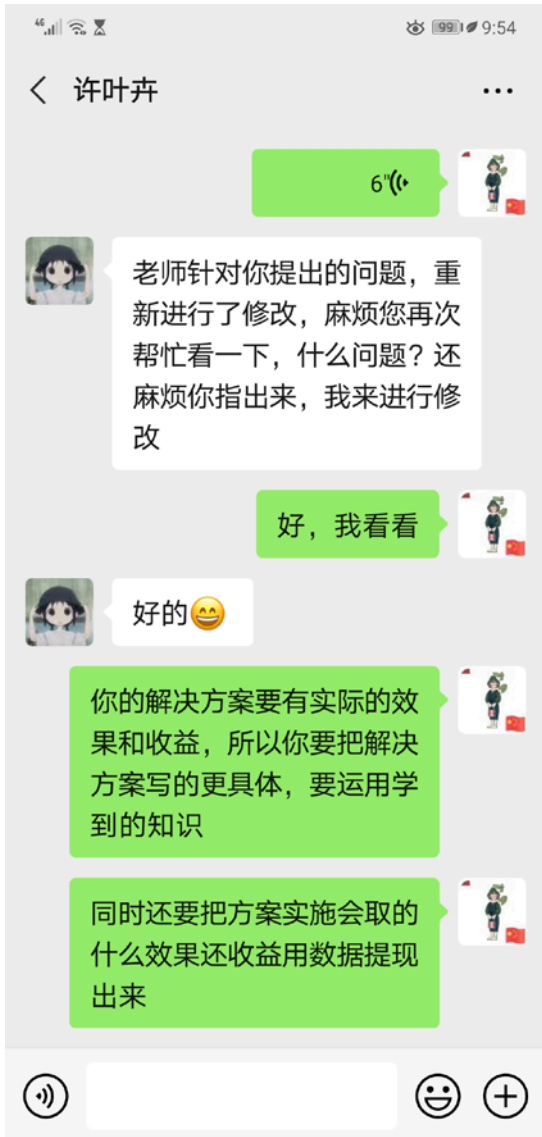 4G 99 9:54
许叶卉
6"
老师针对你提出的问题，重
新进行了修改，麻烦您再次
帮忙看一下，什么问题？还
麻烦你指出来，我来进行修
改
好，我看看
好的😄
你的解决方案要有实际的效
果和收益，所以你要把解决
方案写的更具体，要运用学
到的知识
同时还要把方案实施会取的
什么效果还收益用数据提现
出来